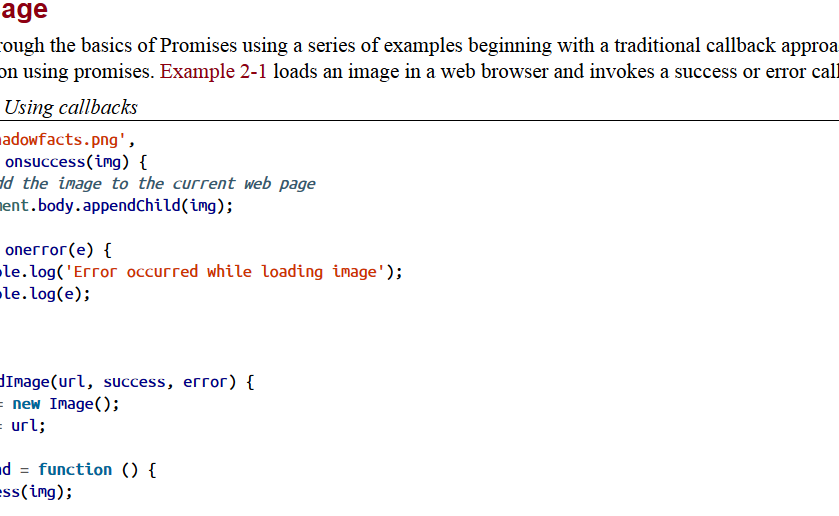 age
rough the basics of Promises using a series of examples beginning with a traditional callback approa
on using promises. Example 2-1 loads an image in a web browser and invokes a success or error call
Using callbacks
adowfacts.png',
onsuccess(img) {
dd the image to the current web page
ment.body.appendChild(img);
onerror(e) {
ole.log('Error occurred while loading image');
ole.log(e);
dImage(url, success, error) {
= new Image();
= url;
ad = function () {
ess(img);